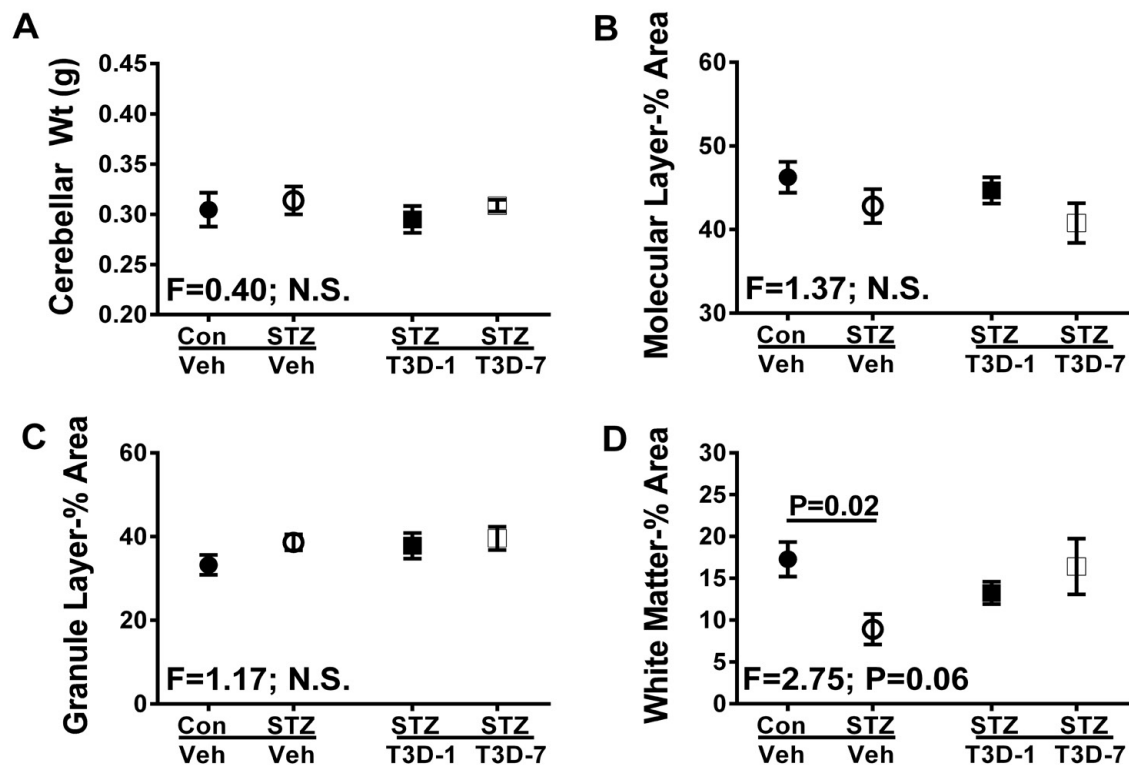 A
Cerebellar Wt (g)
0.45
0.40
0.35
0.30
0.25
0.20
F=0.40; N.S.
Con STZ STZ STZ
Veh Veh T3D-1 T3D-7
B
Molecular Layer-% Area
60
50
40
30
F=1.37; N.S.
Con STZ STZ STZ
Veh Veh T3D-1 T3D-7
C
Granule Layer-% Area
60
40
20
0
F=1.17; N.S.
Con STZ STZ STZ
Veh Veh T3D-1 T3D-7
D
White Matter-% Area
30
25
20
15
10
5
0
P=0.02
F=2.75; P=0.06
Con STZ STZ STZ
Veh Veh T3D-1 T3D-7